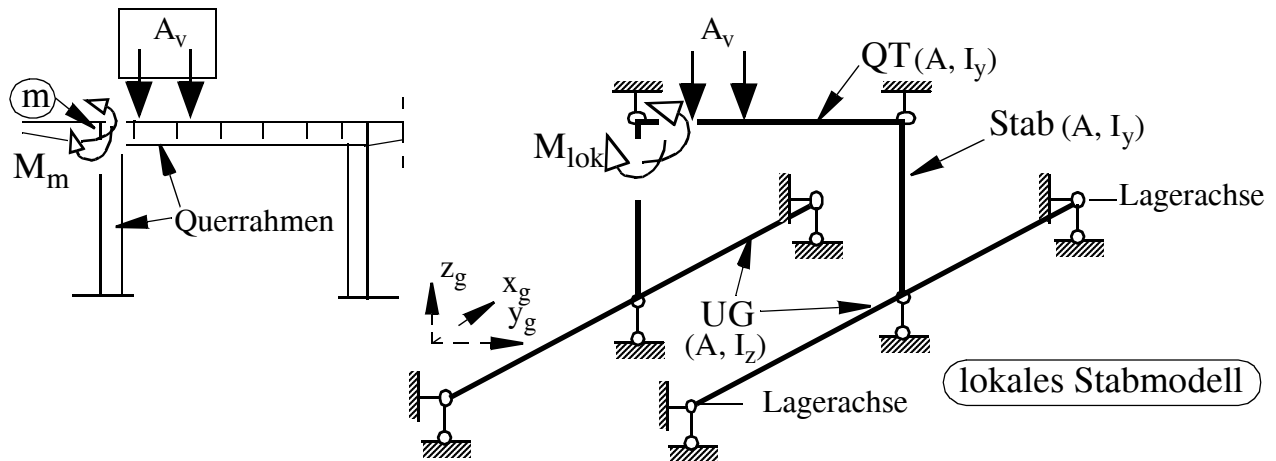 A_v
m
M_m
Querrahmen
A_v
QT (A, I_y)
Stab (A, I_y)
M_lok
Lagerachse
z_g
x_g
y_g
UG
(A, I_z)
lokales Stabmodell
Lagerachse